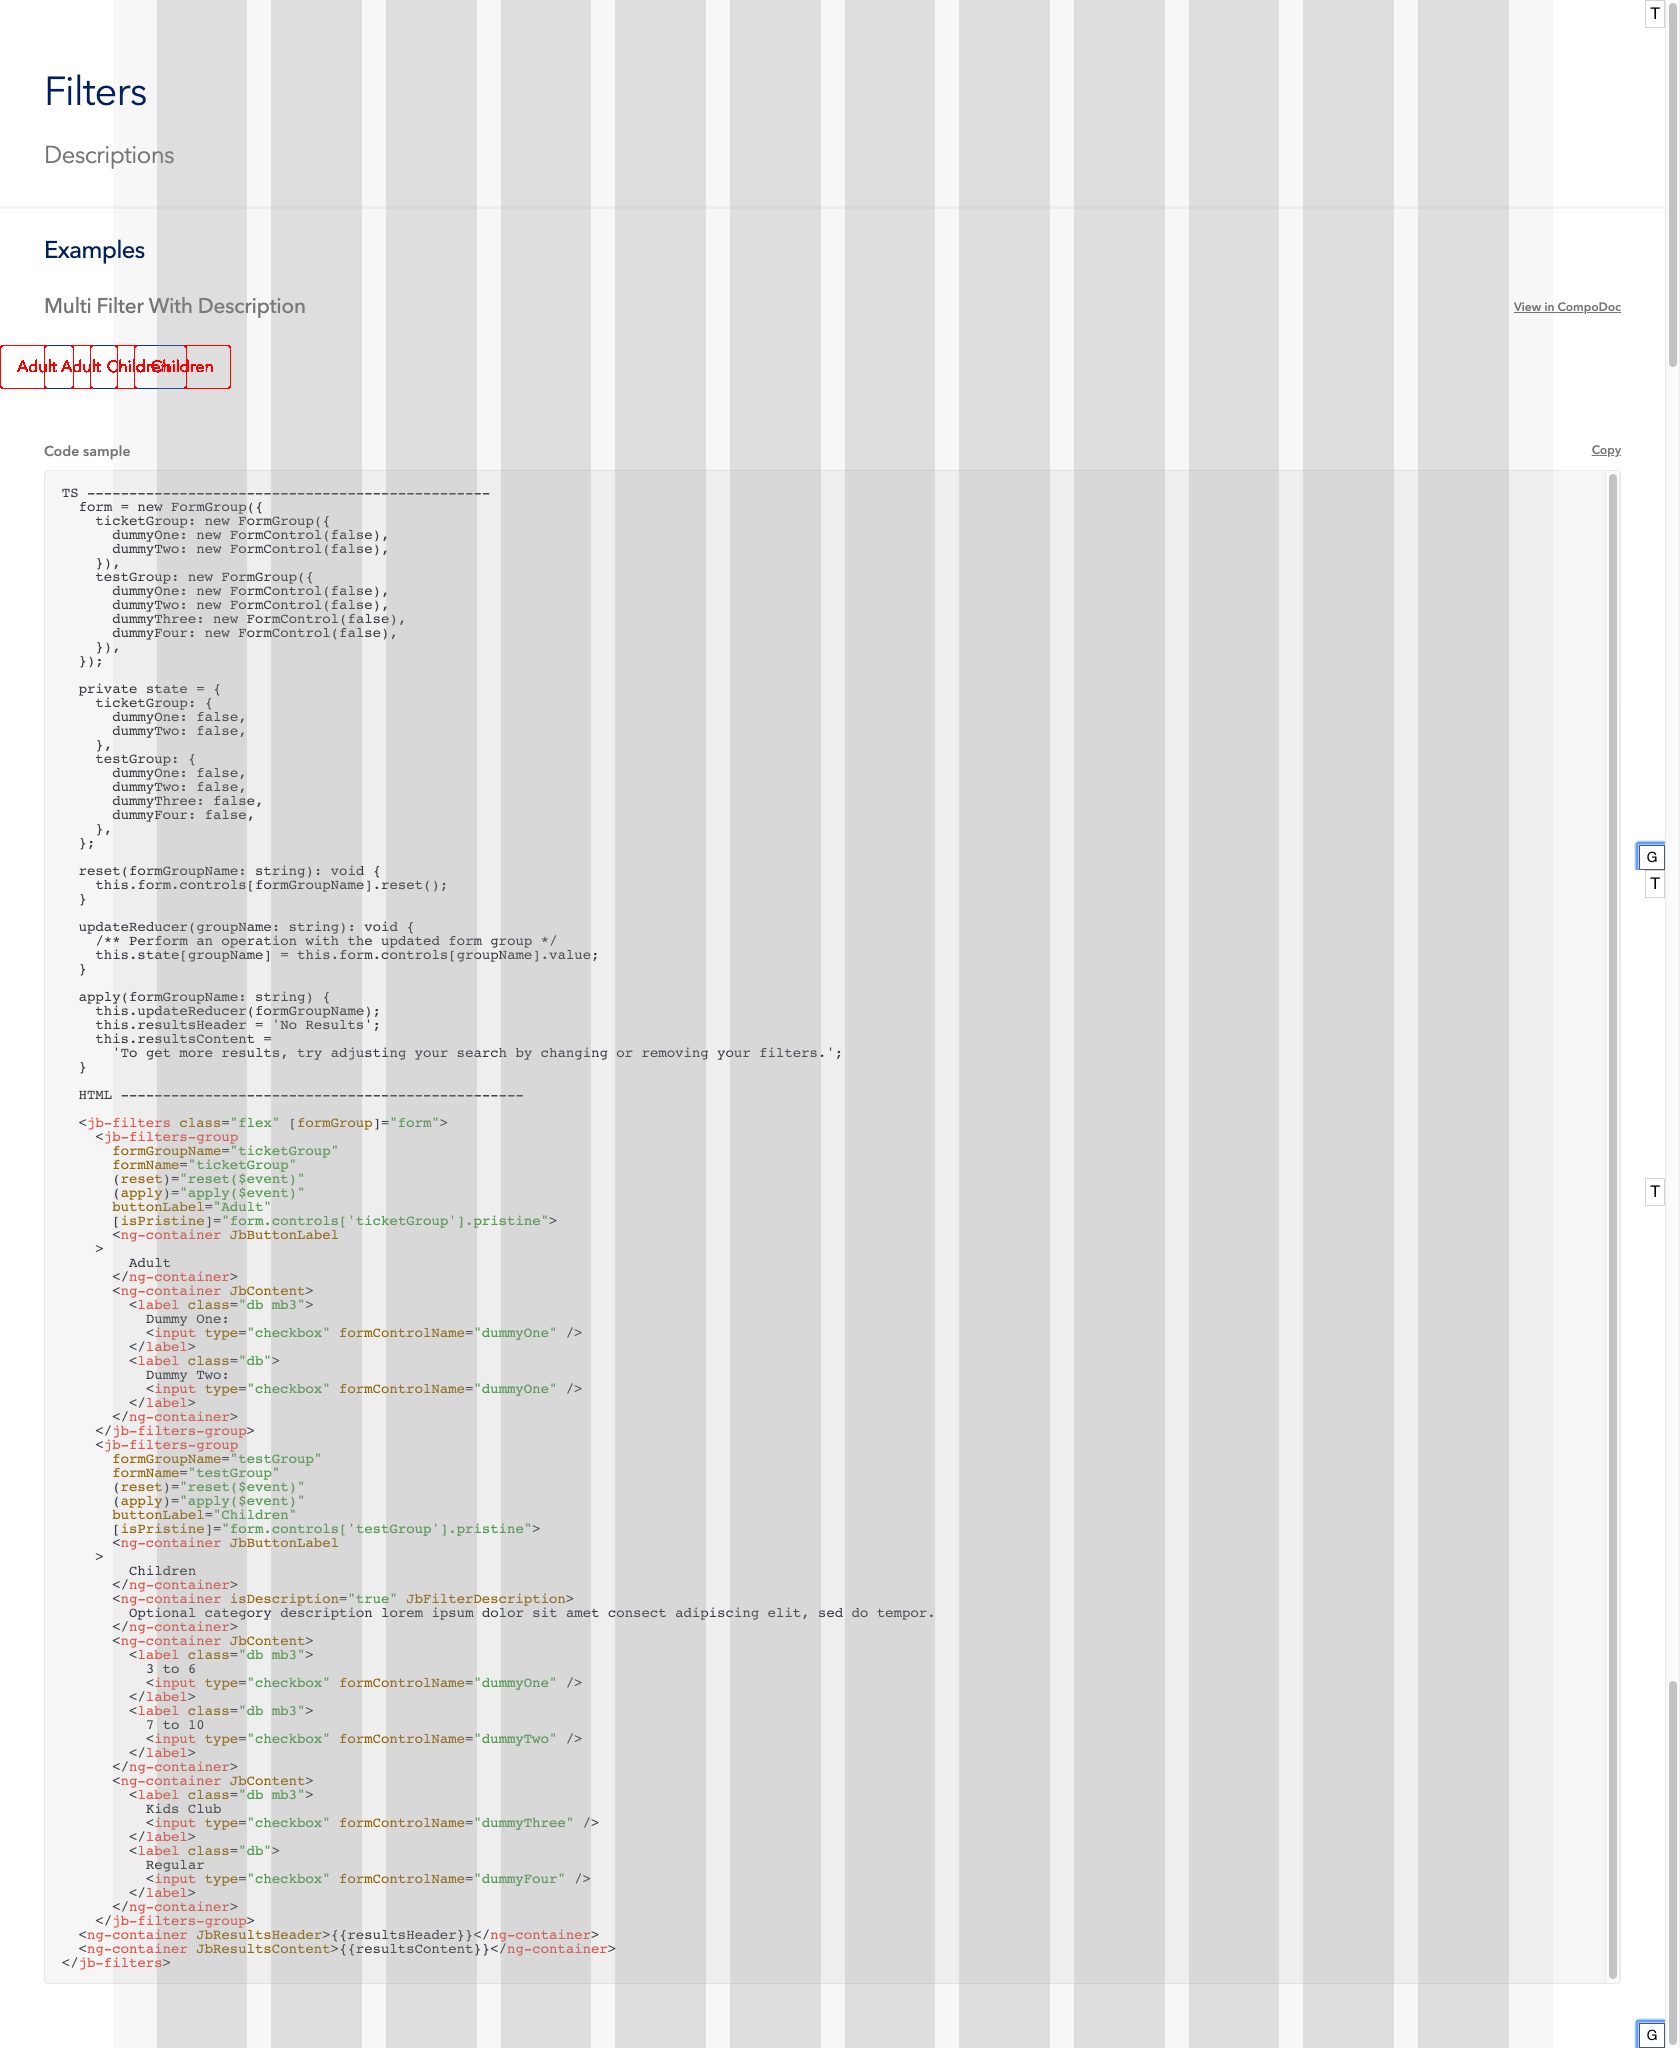 T
Filters
Descriptions
Examples
Multi Filter With Description
View in CompoDoc
Adult Adult Children Children
Code sample
Copy
TS ------------------------------------------------
form = new FormGroup({
ticketGroup: new FormGroup({
dummyOne: new FormControl(false),
dummyTwo: new FormControl(false),
}),
testGroup: new FormGroup({
dummyOne: new FormControl(false),
dummyTwo: new FormControl(false),
dummyThree: new FormControl(false),
dummyFour: new FormControl(false),
}),
});
private state = {
ticketGroup: {
dummyOne: false,
dummyTwo: false,
},
testGroup: {
dummyOne: false,
dummyTwo: false,
dummyThree: false,
dummyFour: false,
},
};
G
reset(formGroupName: string): void {
T
this.form.controls[formGroupName].reset();
}
updateReducer(groupName: string): void {
/** Perform an operation with the updated form group */
this.state[groupName] = this.form.controls[groupName].value;
}
apply(formGroupName: string) {
this.updateReducer(formGroupName);
this.resultsHeader = 'No Results';
this.resultsContent =
'To get more results, try adjusting your search by changing or removing your filters.';
}
HTML ------------------------------------------------
<jb-filters class="flex" [formGroup]="form">
<jb-filters-group
formGroupName="ticketGroup"
formName="ticketGroup"
(reset)="reset($event)"
(apply)="apply($event)"
T
buttonLabel="Adult"
[isPristine]="form.controls['ticketGroup'].pristine">
<ng-container JbButtonLabel
>
Adult
</ng-container>
<ng-container JbContent>
<label class="db mb3">
Dummy One:
<input type="checkbox" formControlName="dummyOne" />
</label>
<label class="db">
Dummy Two:
<input type="checkbox" formControlName="dummyOne" />
</label>
</ng-container>
</jb-filters-group>
<jb-filters-group
formGroupName="testGroup"
formName="testGroup"
(reset)="reset($event)"
(apply)="apply($event)"
buttonLabel="Children"
[isPristine]="form.controls['testGroup'].pristine">
<ng-container JbButtonLabel
>
Children
</ng-container>
<ng-container isDescription="true" JbFilterDescription>
Optional category description lorem ipsum dolor sit amet consect adipiscing elit, sed do tempor.
</ng-container>
<ng-container JbContent>
<label class="db mb3">
3 to 6
<input type="checkbox" formControlName="dummyOne" />
</label>
<label class="db mb3">
7 to 10
<input type="checkbox" formControlName="dummyTwo" />
</label>
</ng-container>
<ng-container JbContent>
<label class="db mb3">
Kids Club
<input type="checkbox" formControlName="dummyThree" />
</label>
<label class="db">
Regular
<input type="checkbox" formControlName="dummyFour" />
</label>
</ng-container>
</jb-filters-group>
<ng-container JbResultsHeader>{{resultsHeader}}</ng-container>
<ng-container JbResultsContent>{{resultsContent}}</ng-container>
</jb-filters>
G